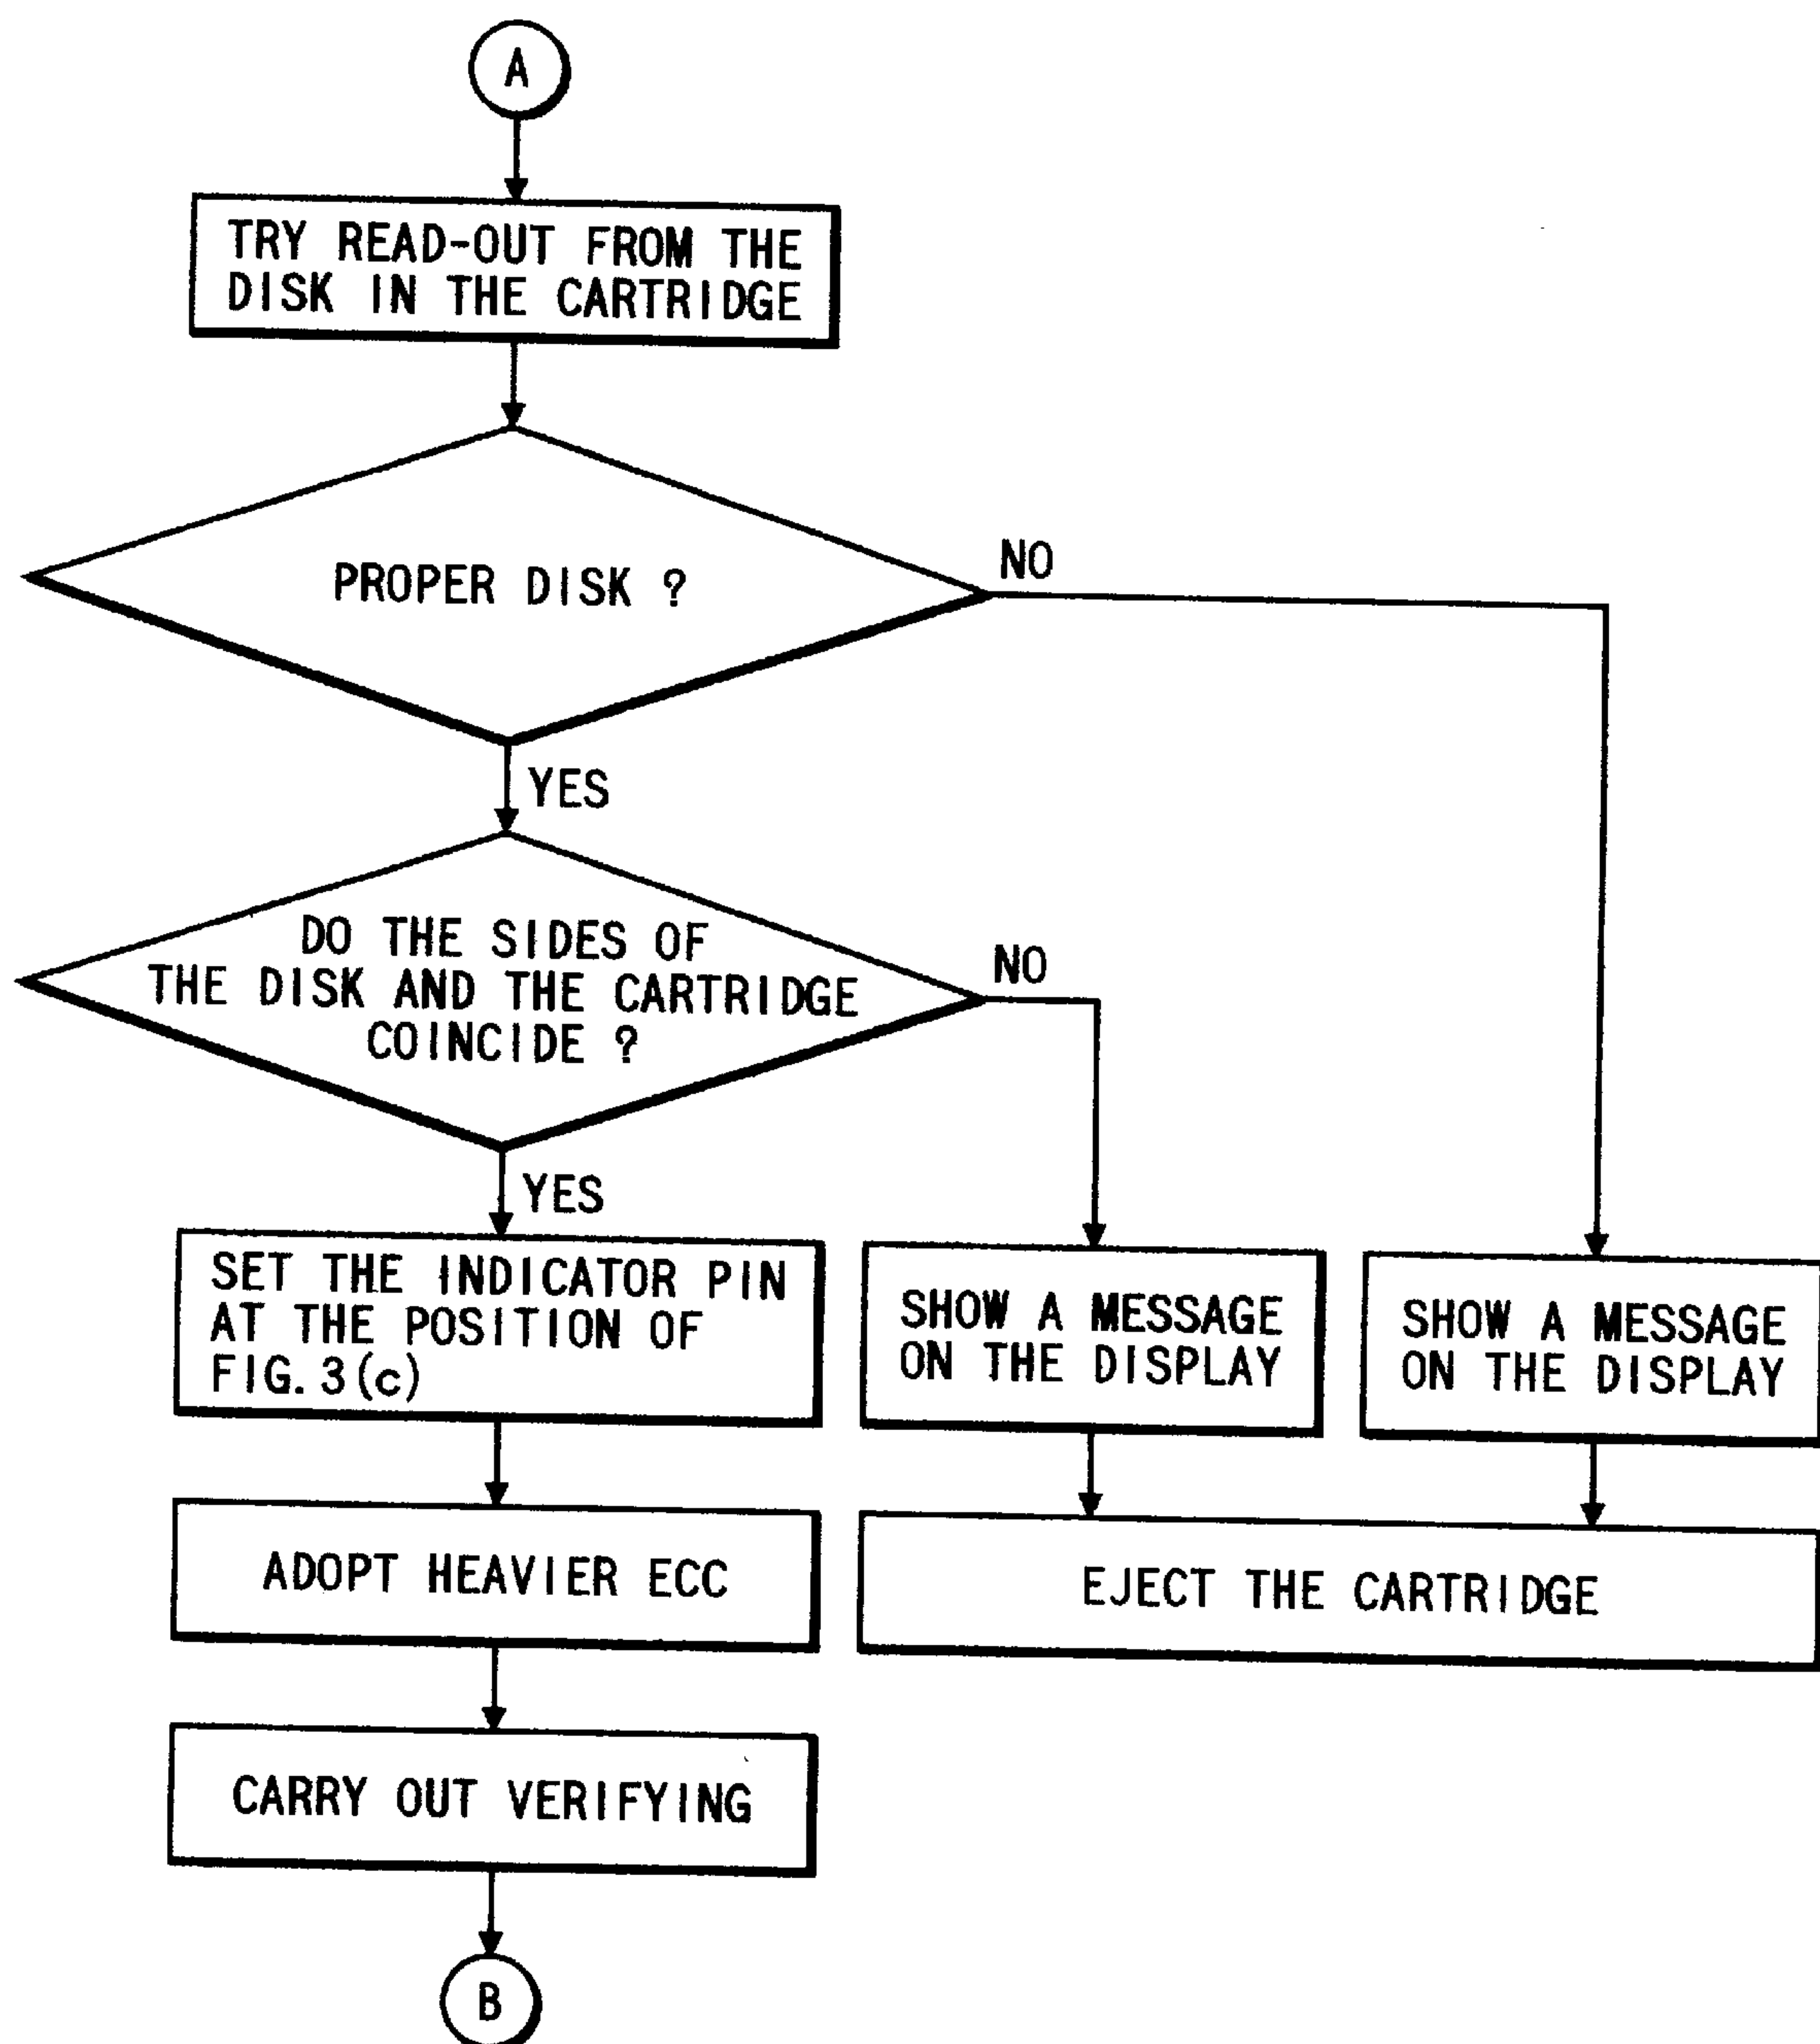 A
TRY READ-OUT FROM THE
DISK IN THE CARTRIDGE
PROPER DISK ?
NO
YES
DO THE SIDES OF
THE DISK AND THE CARTRIDGE
COINCIDE ?
NO
YES
SET THE INDICATOR PIN
AT THE POSITION OF
FIG. 3(c)
SHOW A MESSAGE
ON THE DISPLAY
SHOW A MESSAGE
ON THE DISPLAY
ADOPT HEAVIER ECC
EJECT THE CARTRIDGE
CARRY OUT VERIFYING
B